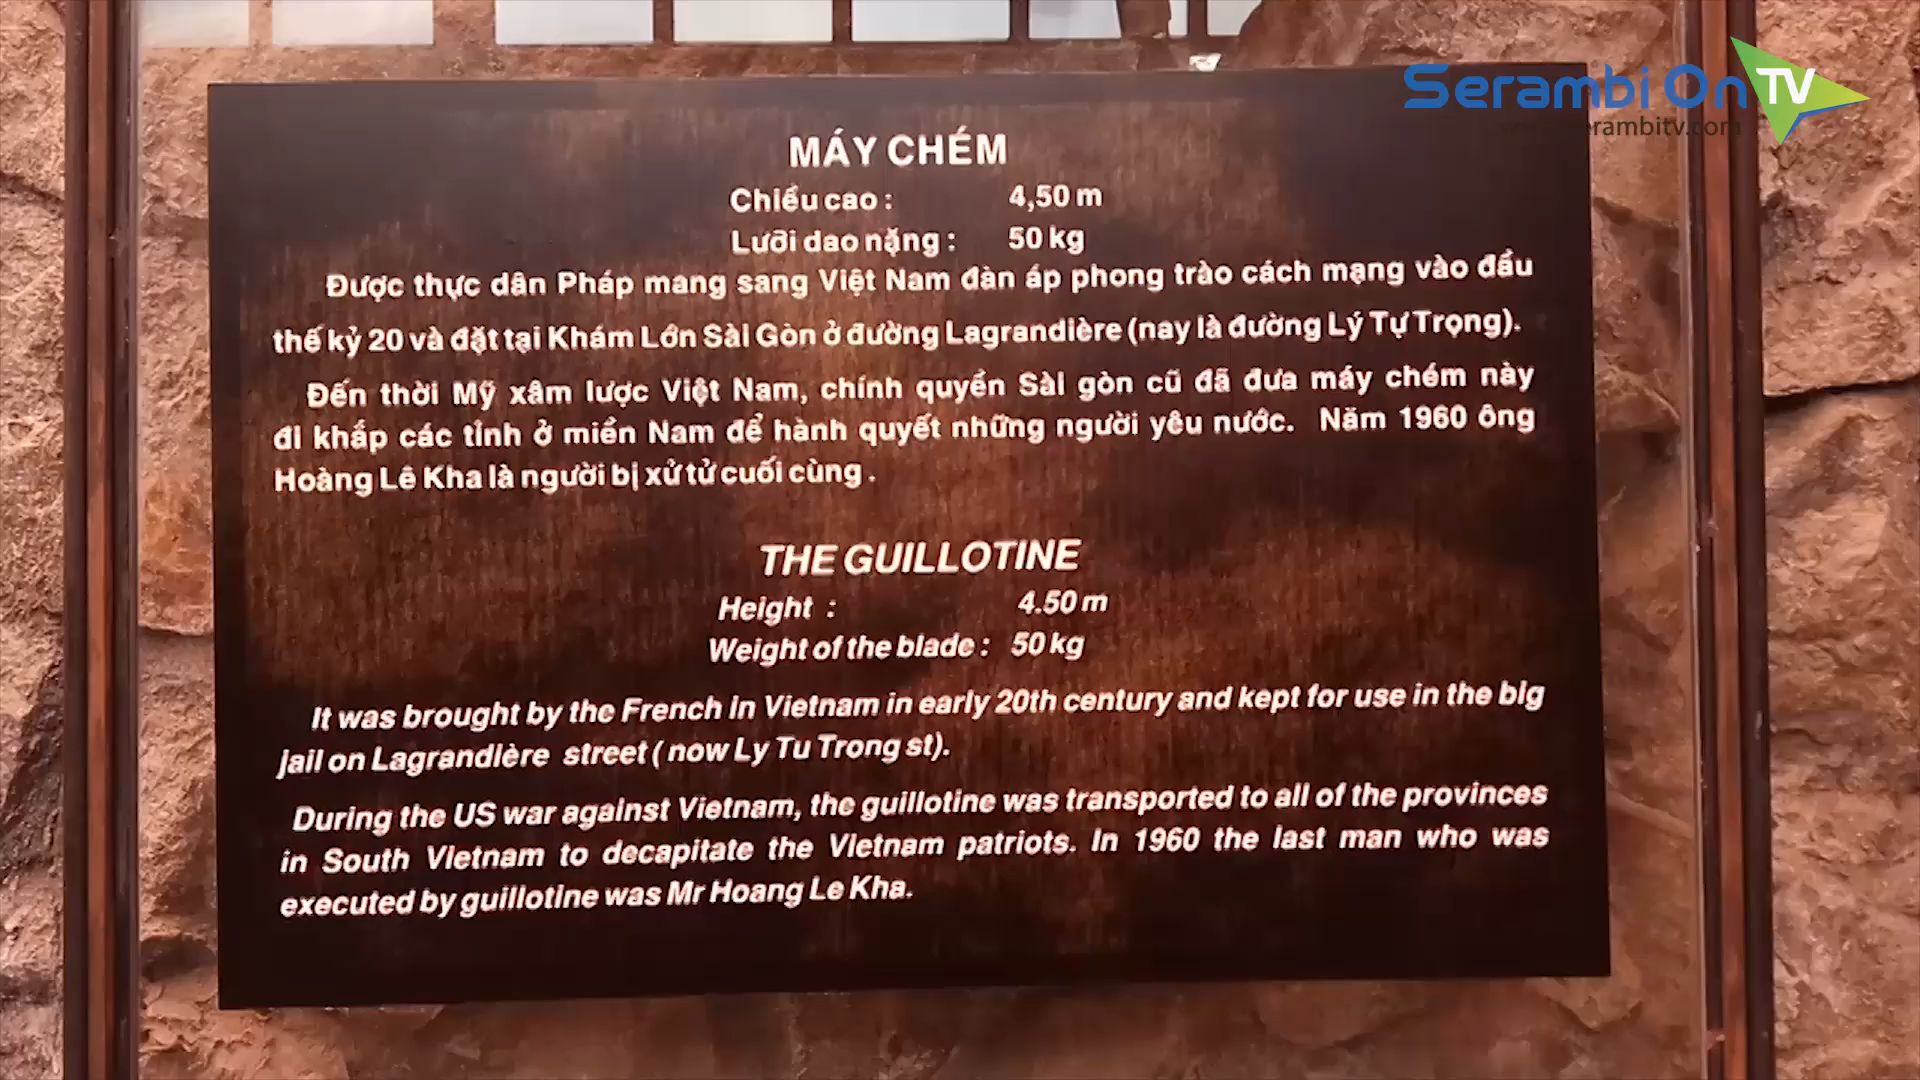 Serambi On TV
erambitv.com
MÁY CHÉM
Chiều cao : 4,50 m
Lưỡi dao nặng : 50 kg
Được thực dân Pháp mang sang Việt Nam đàn áp phong trào cách mạng vào đầu
thế kỷ 20 và đặt tại Khám Lớn Sài Gòn ở đường Lagrandière (nay là đường Lý Tự Trọng).
Đến thời Mỹ xâm lược Việt Nam, chính quyền Sài gòn cũ đã đưa máy chém này
đi khắp các tỉnh ở miền Nam để hành quyết những người yêu nước. Năm 1960 ông
Hoàng Lê Kha là người bị xử tử cuối cùng .
THE GUILLOTINE
Height : 4.50 m
Weight of the blade : 50 kg
It was brought by the French in Vietnam in early 20th century and kept for use in the big
jail on Lagrandière street ( now Ly Tu Trong st).
During the US war against Vietnam, the guillotine was transported to all of the provinces
in South Vietnam to decapitate the Vietnam patriots. In 1960 the last man who was
executed by guillotine was Mr Hoang Le Kha.